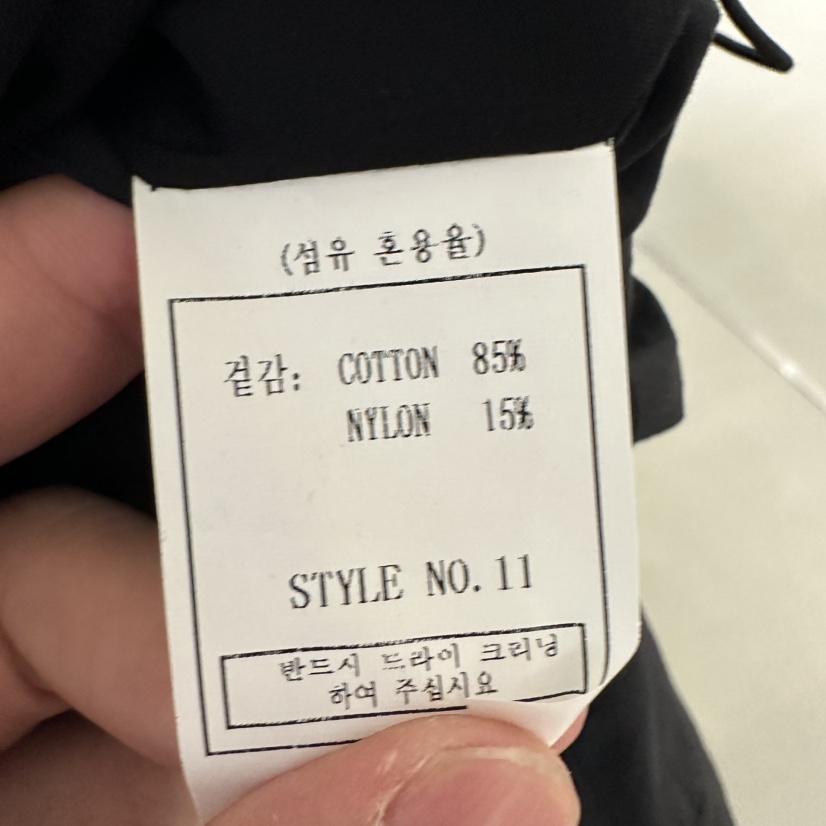 (섬유 혼용율)
겉감: COTTON 85%
NYLON 15%
STYLE NO. 11
반드시 드라이 크리닝
하여 주십시요